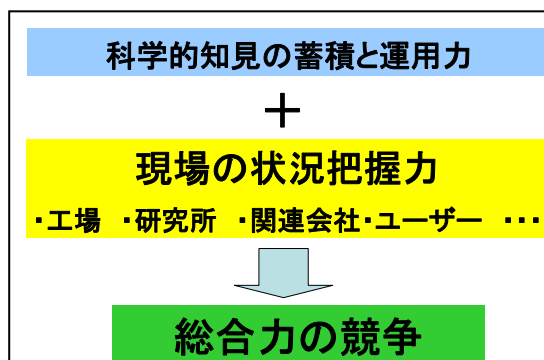 科学的知見の蓄積と運用力
＋
現場の状況把握力
・工場 ・研究所 ・関連会社・ユーザー ・・・
総合力の競争